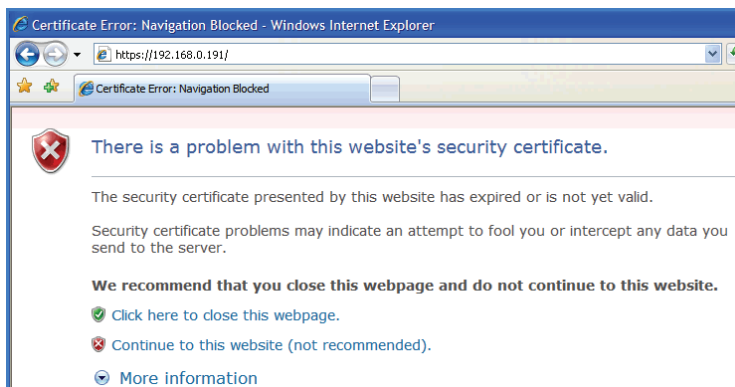 Certificate Error: Navigation Blocked - Windows Internet Explorer
https://192.168.0.191/
Certificate Error: Navigation Blocked
There is a problem with this website's security certificate.
The security certificate presented by this website has expired or is not yet valid.
Security certificate problems may indicate an attempt to fool you or intercept any data you
send to the server.
We recommend that you close this webpage and do not continue to this website.
Click here to close this webpage.
Continue to this website (not recommended).
More information